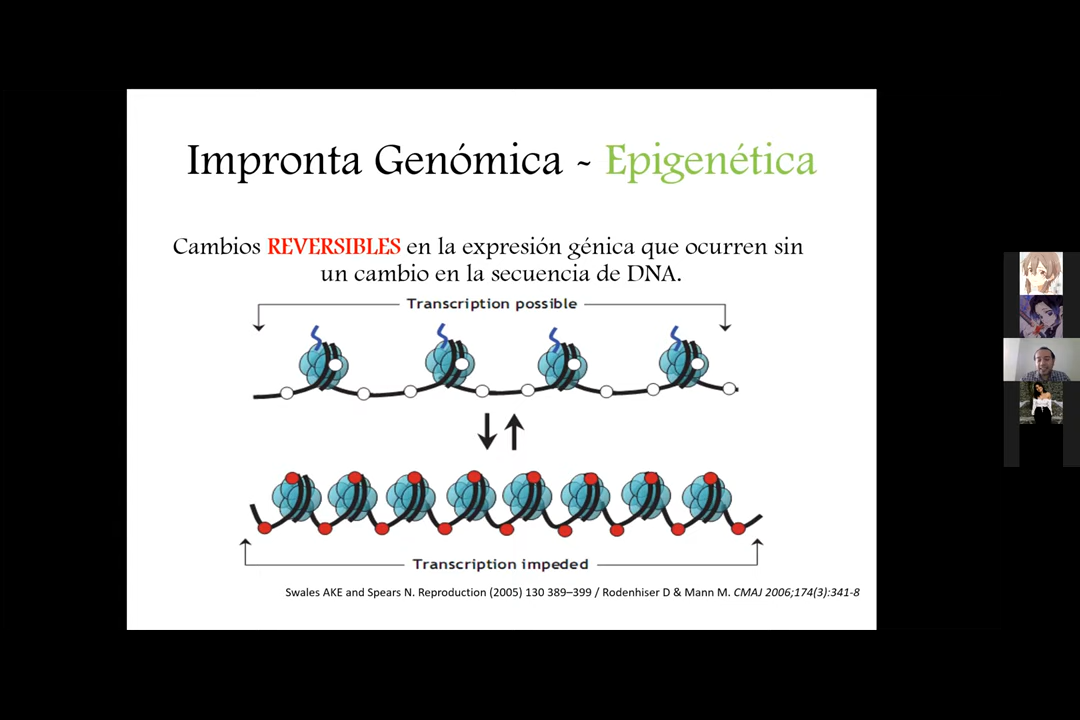 Impronta Genómica - Epigenética
Cambios REVERSIBLES en la expresión génica que ocurren sin
un cambio en la secuencia de DNA.
Transcription possible
Transcription impeded
Swales AKE and Spears N. Reproduction (2005) 130 389–399 / Rodenhiser D & Mann M. CMAJ 2006;174(3):341-8